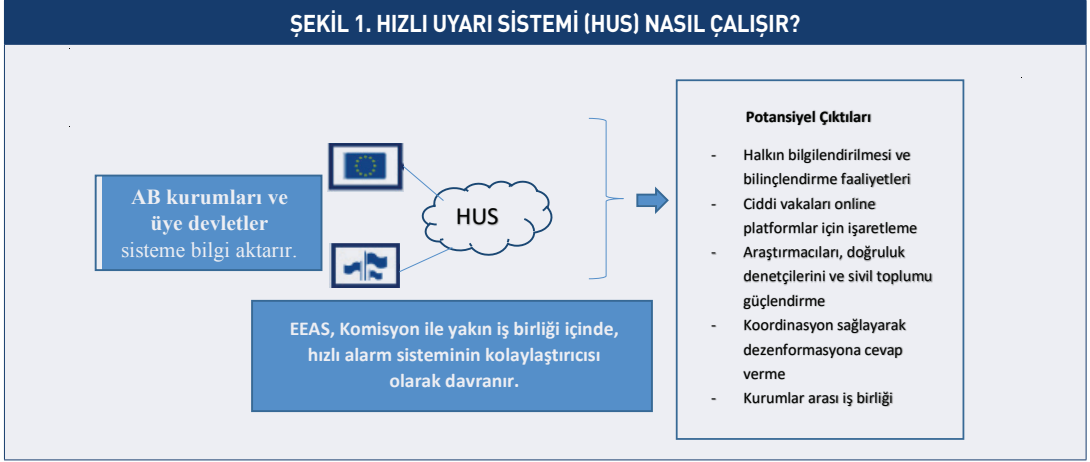 ŞEKİL 1. HIZLI UYARI SİSTEMİ (HUS) NASIL ÇALIŞIR?
AB kurumları ve
üye devletler
sisteme bilgi aktarır.
HUS
EEAS, Komisyon ile yakın iş birliği içinde,
hızlı alarm sisteminin kolaylaştırıcısı
olarak davranır.
Potansiyel Çıktıları
- Halkın bilgilendirilmesi ve
bilinçlendirme faaliyetleri
- Ciddi vakaları online
platformlar için işaretleme
- Araştırmacıları, doğruluk
denetçilerini ve sivil toplumu
güçlendirme
- Koordinasyon sağlayarak
dezenformasyona cevap
verme
- Kurumlar arası iş birliği